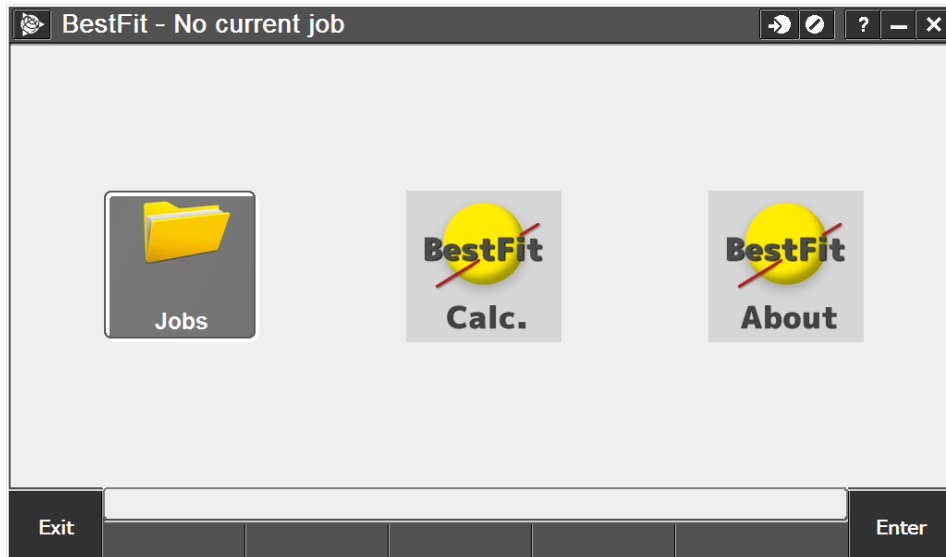 BestFit - No current job
?
Jobs
BestFit
Calc.
BestFit
About
Exit
Enter